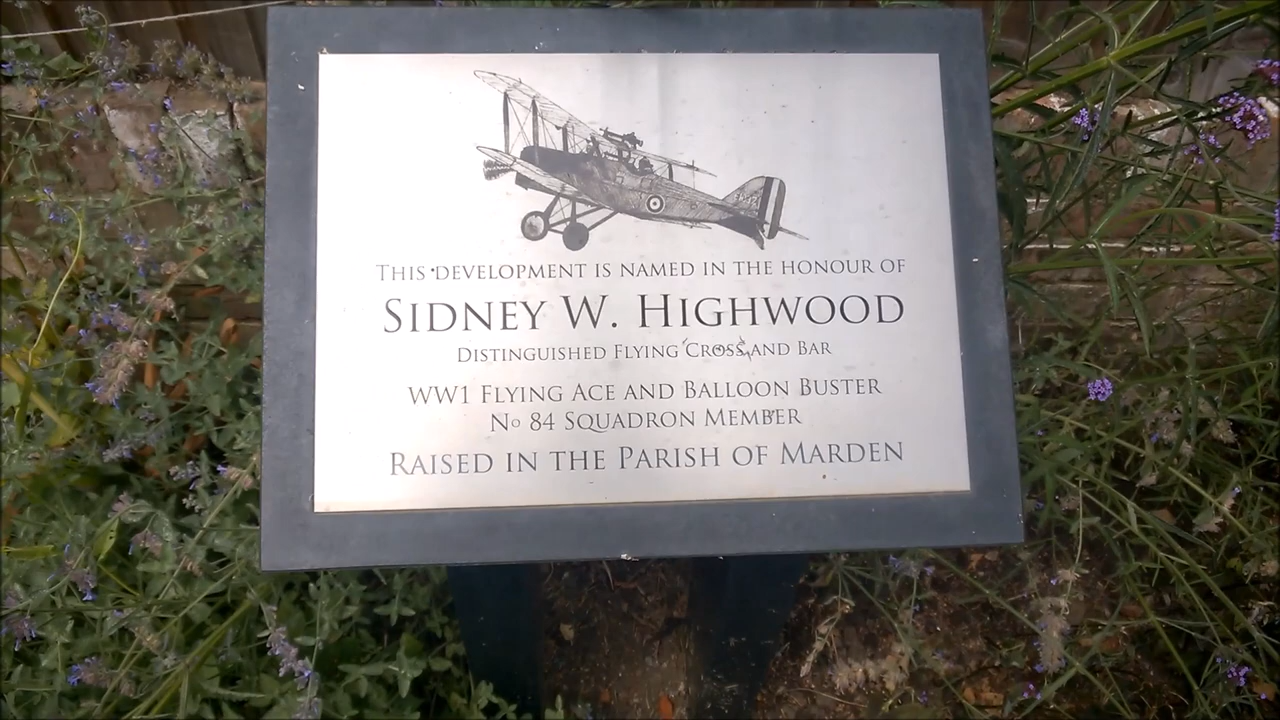 THIS DEVELOPMENT IS NAMED IN THE HONOUR OF
SIDNEY W. HIGHWOOD
DISTINGUISHED FLYING CROSS AND BAR
WW1 FLYING ACE AND BALLOON BUSTER
No 84 SQUADRON MEMBER
RAISED IN THE PARISH OF MARDEN